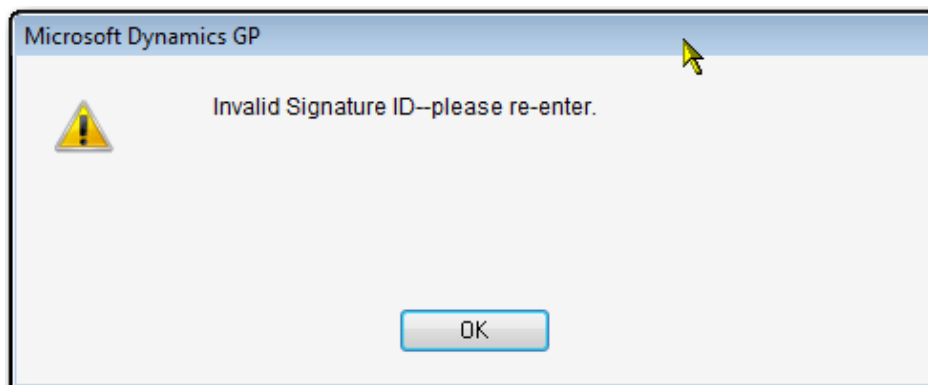 Microsoft Dynamics GP
Invalid Signature ID--please re-enter.
OK